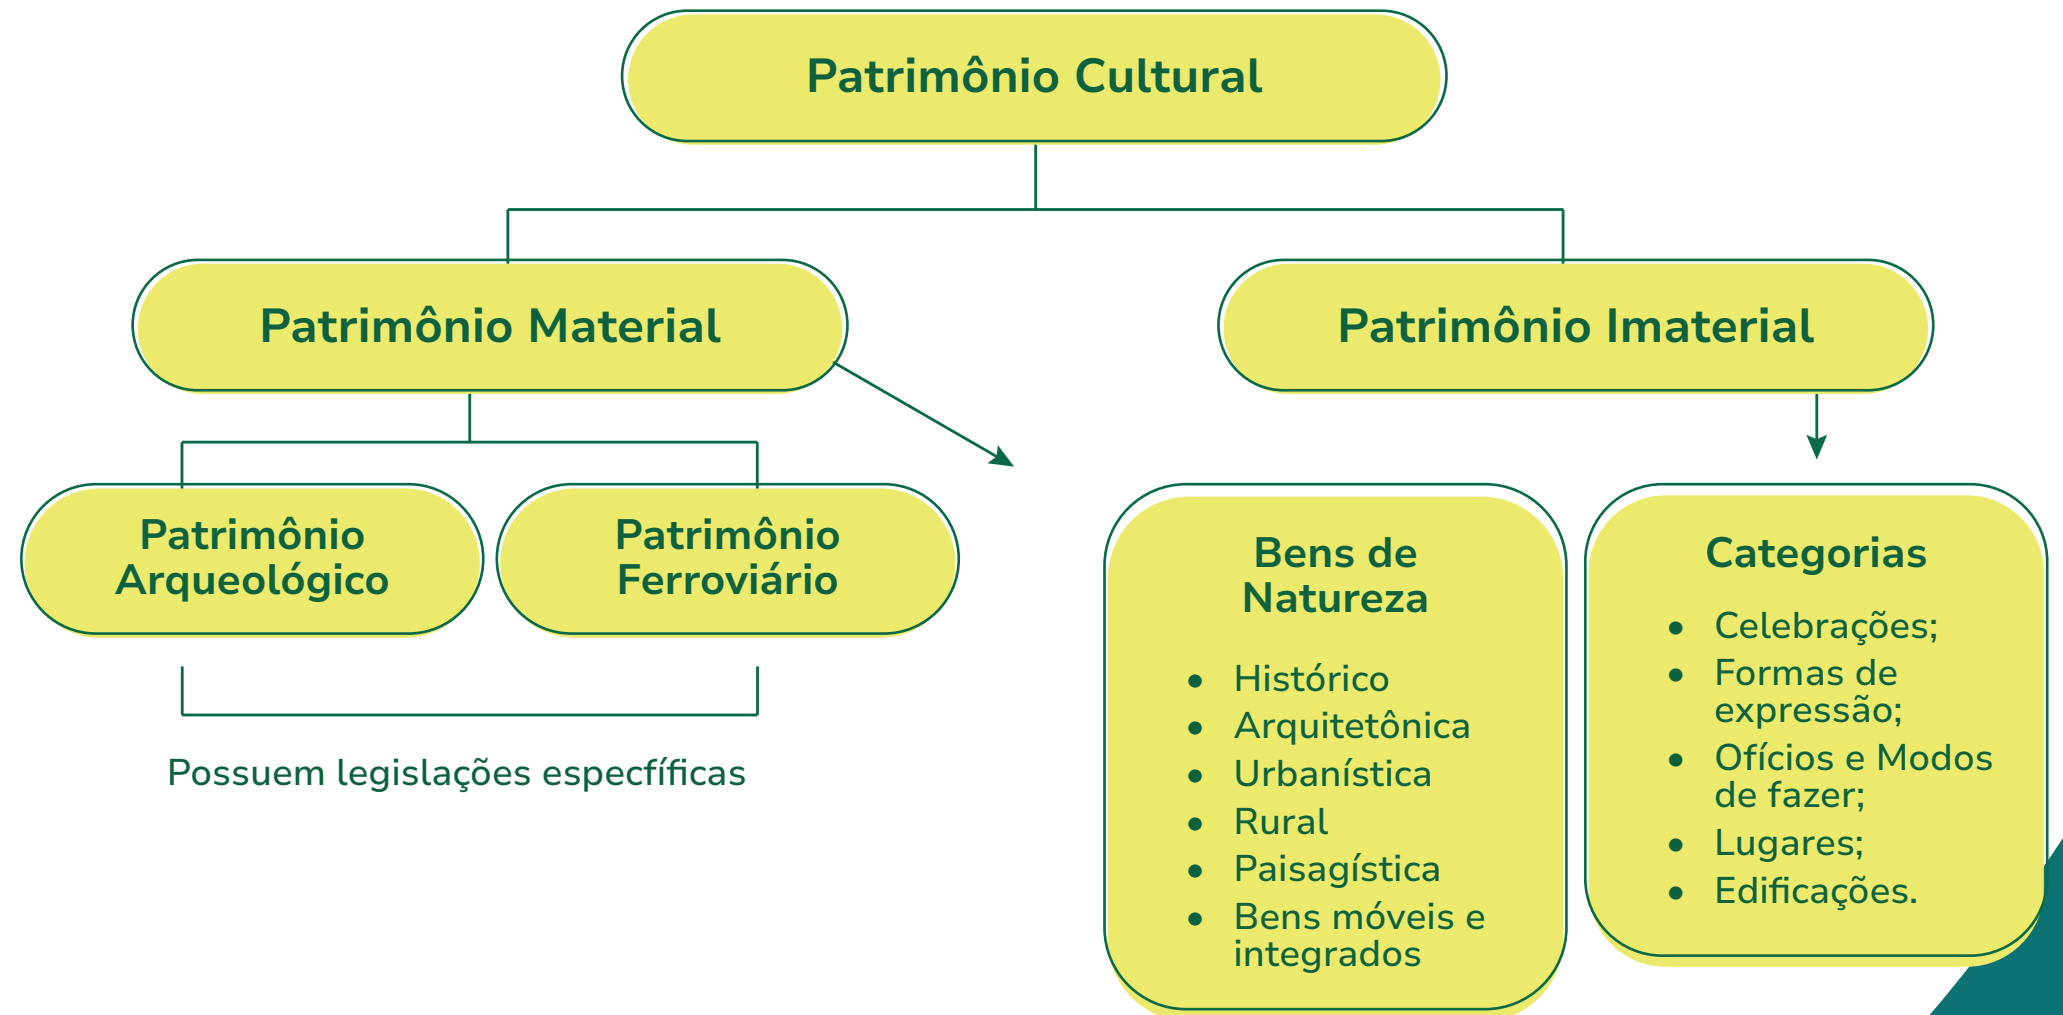 Patrimônio Cultural
Patrimônio Material
Patrimônio Imaterial
Patrimônio
Arqueológico
Patrimônio
Ferroviário
Possuem legislações especfíficas
Bens de
Natureza
• Histórico
• Arquitetônica
• Urbanística
• Rural
• Paisagística
• Bens móveis e
integrados
Categorias
• Celebrações;
• Formas de
expressão;
• Ofícios e Modos
de fazer;
• Lugares;
• Edificações.